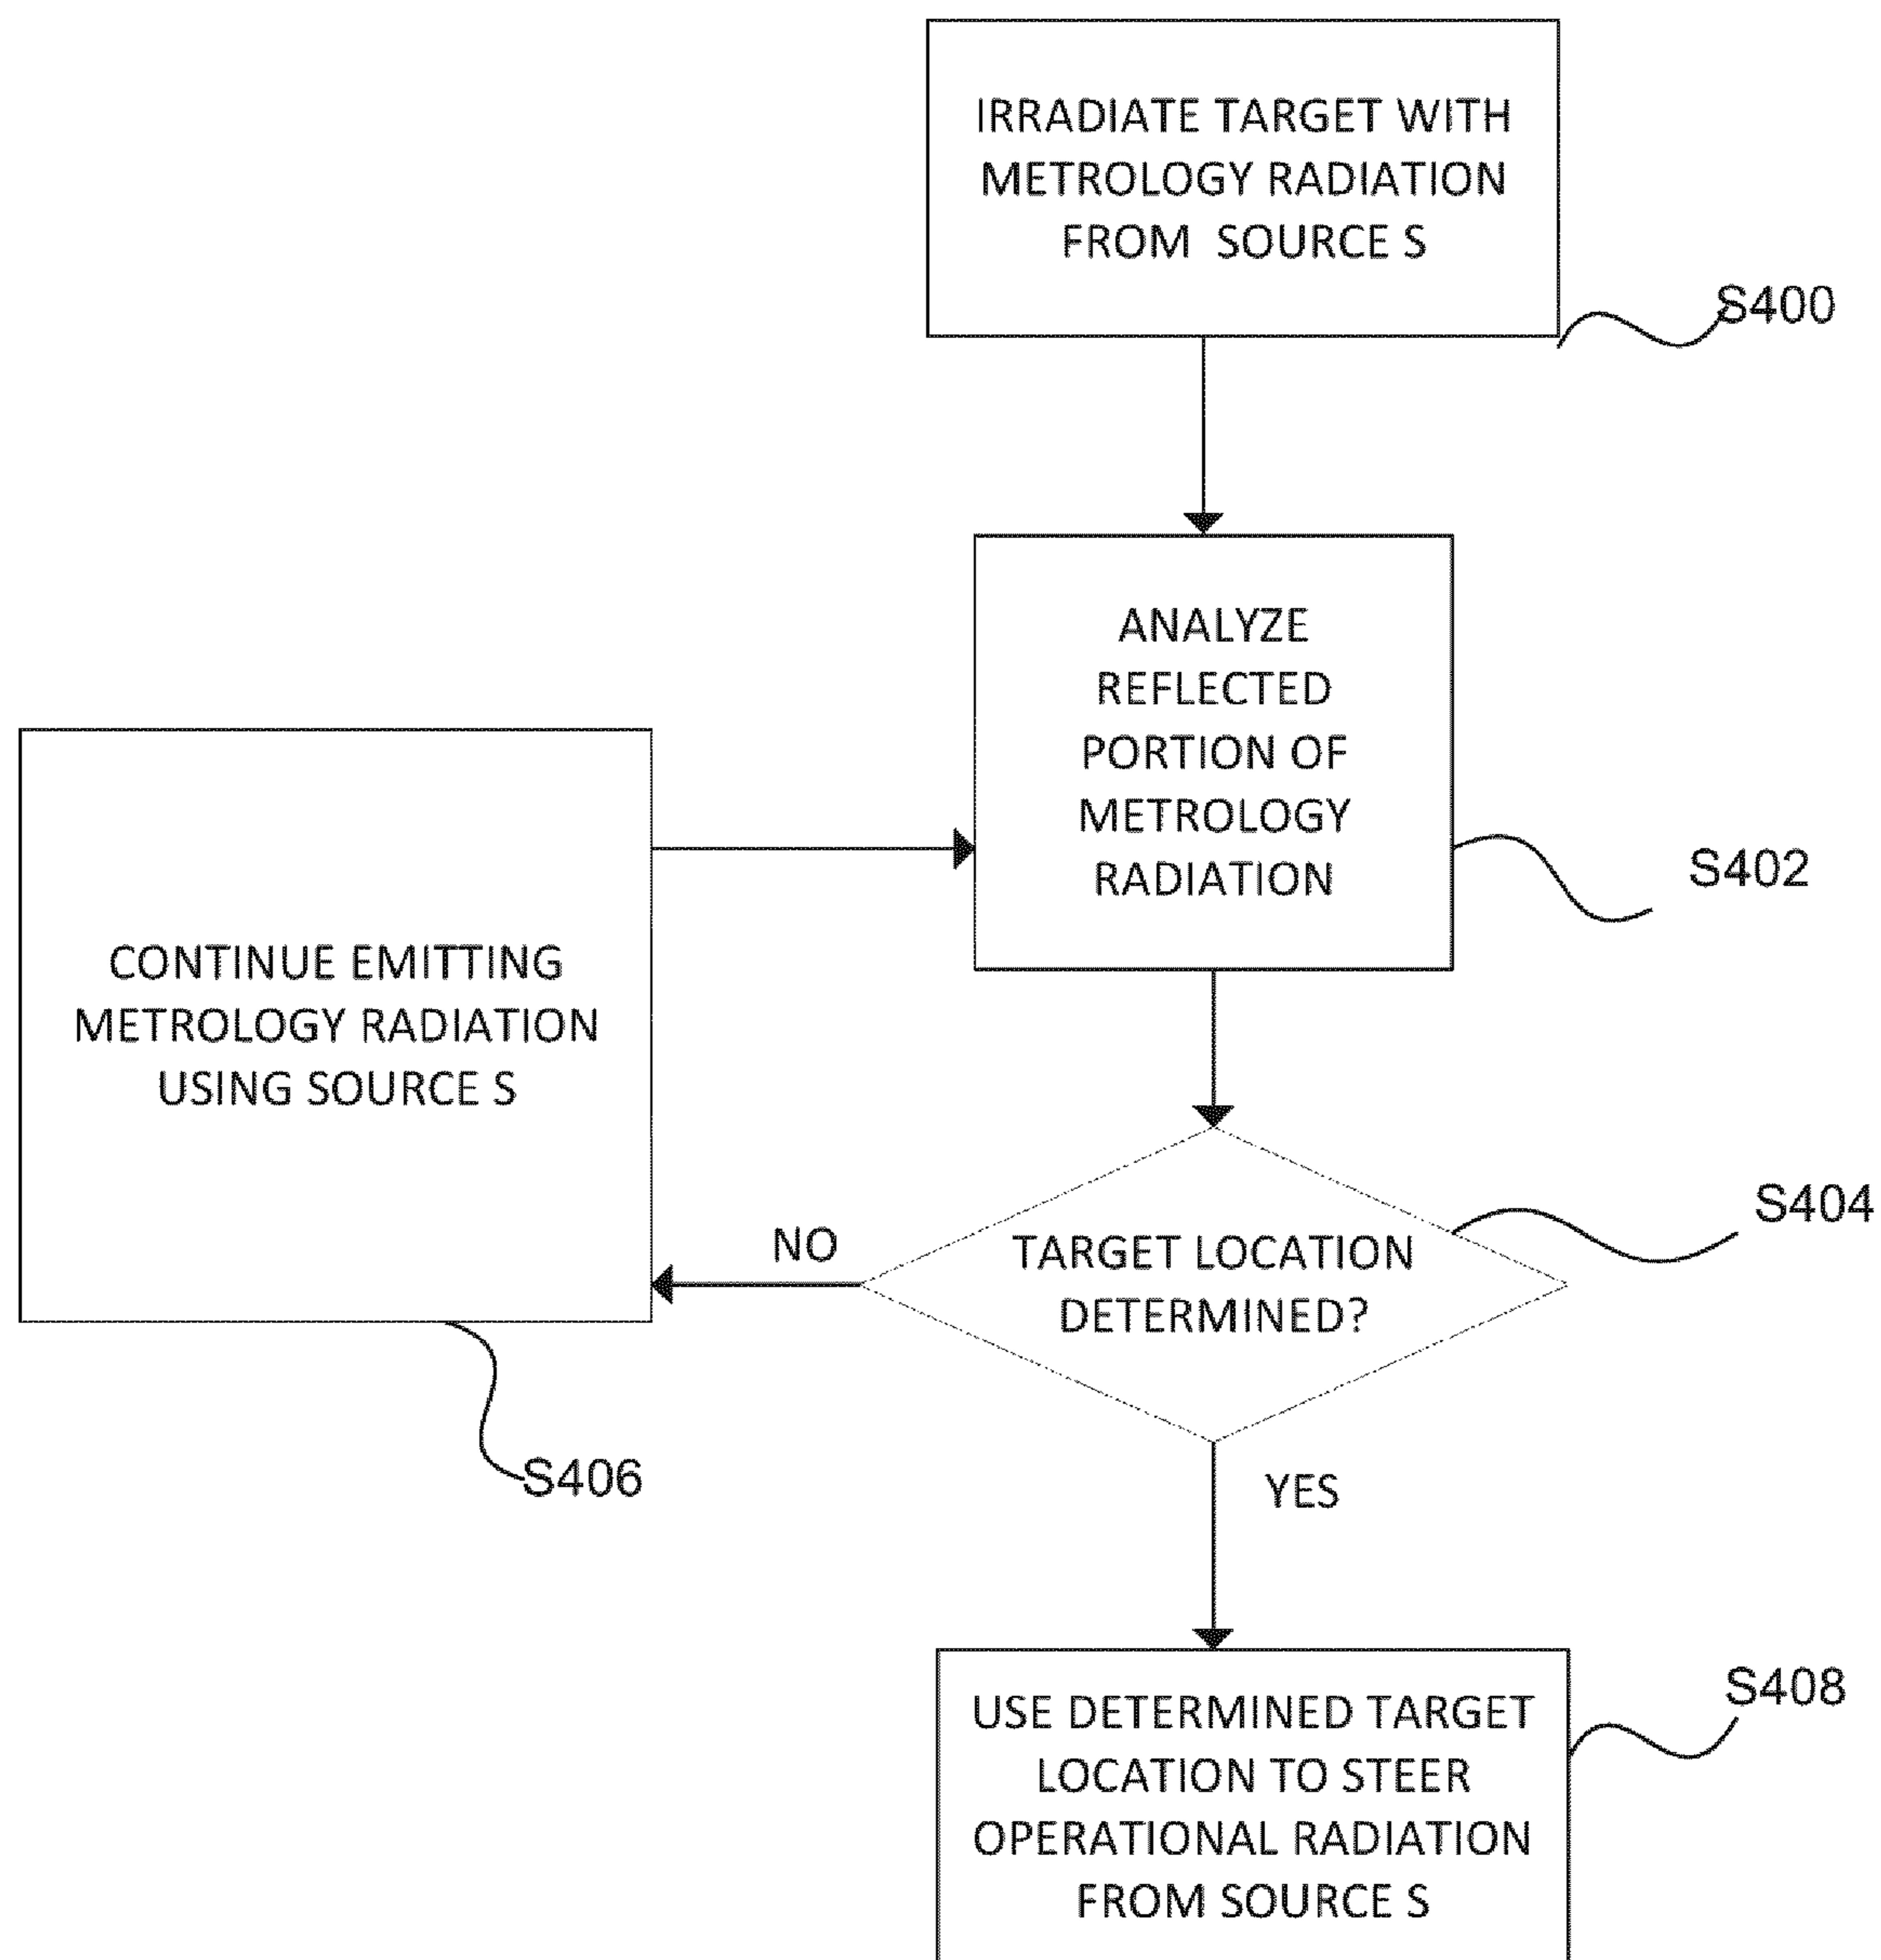 IRRADIATE TARGET WITH
METROLOGY RADIATION
FROM SOURCE S
S400
ANALYZE
REFLECTED
PORTION OF
METROLOGY
RADIATION
S402
CONTINUE EMITTING
METROLOGY RADIATION
USING SOURCE S
S406
TARGET LOCATION
DETERMINED?
S404
NO
YES
USE DETERMINED TARGET
LOCATION TO STEER
OPERATIONAL RADIATION
FROM SOURCE S
S408